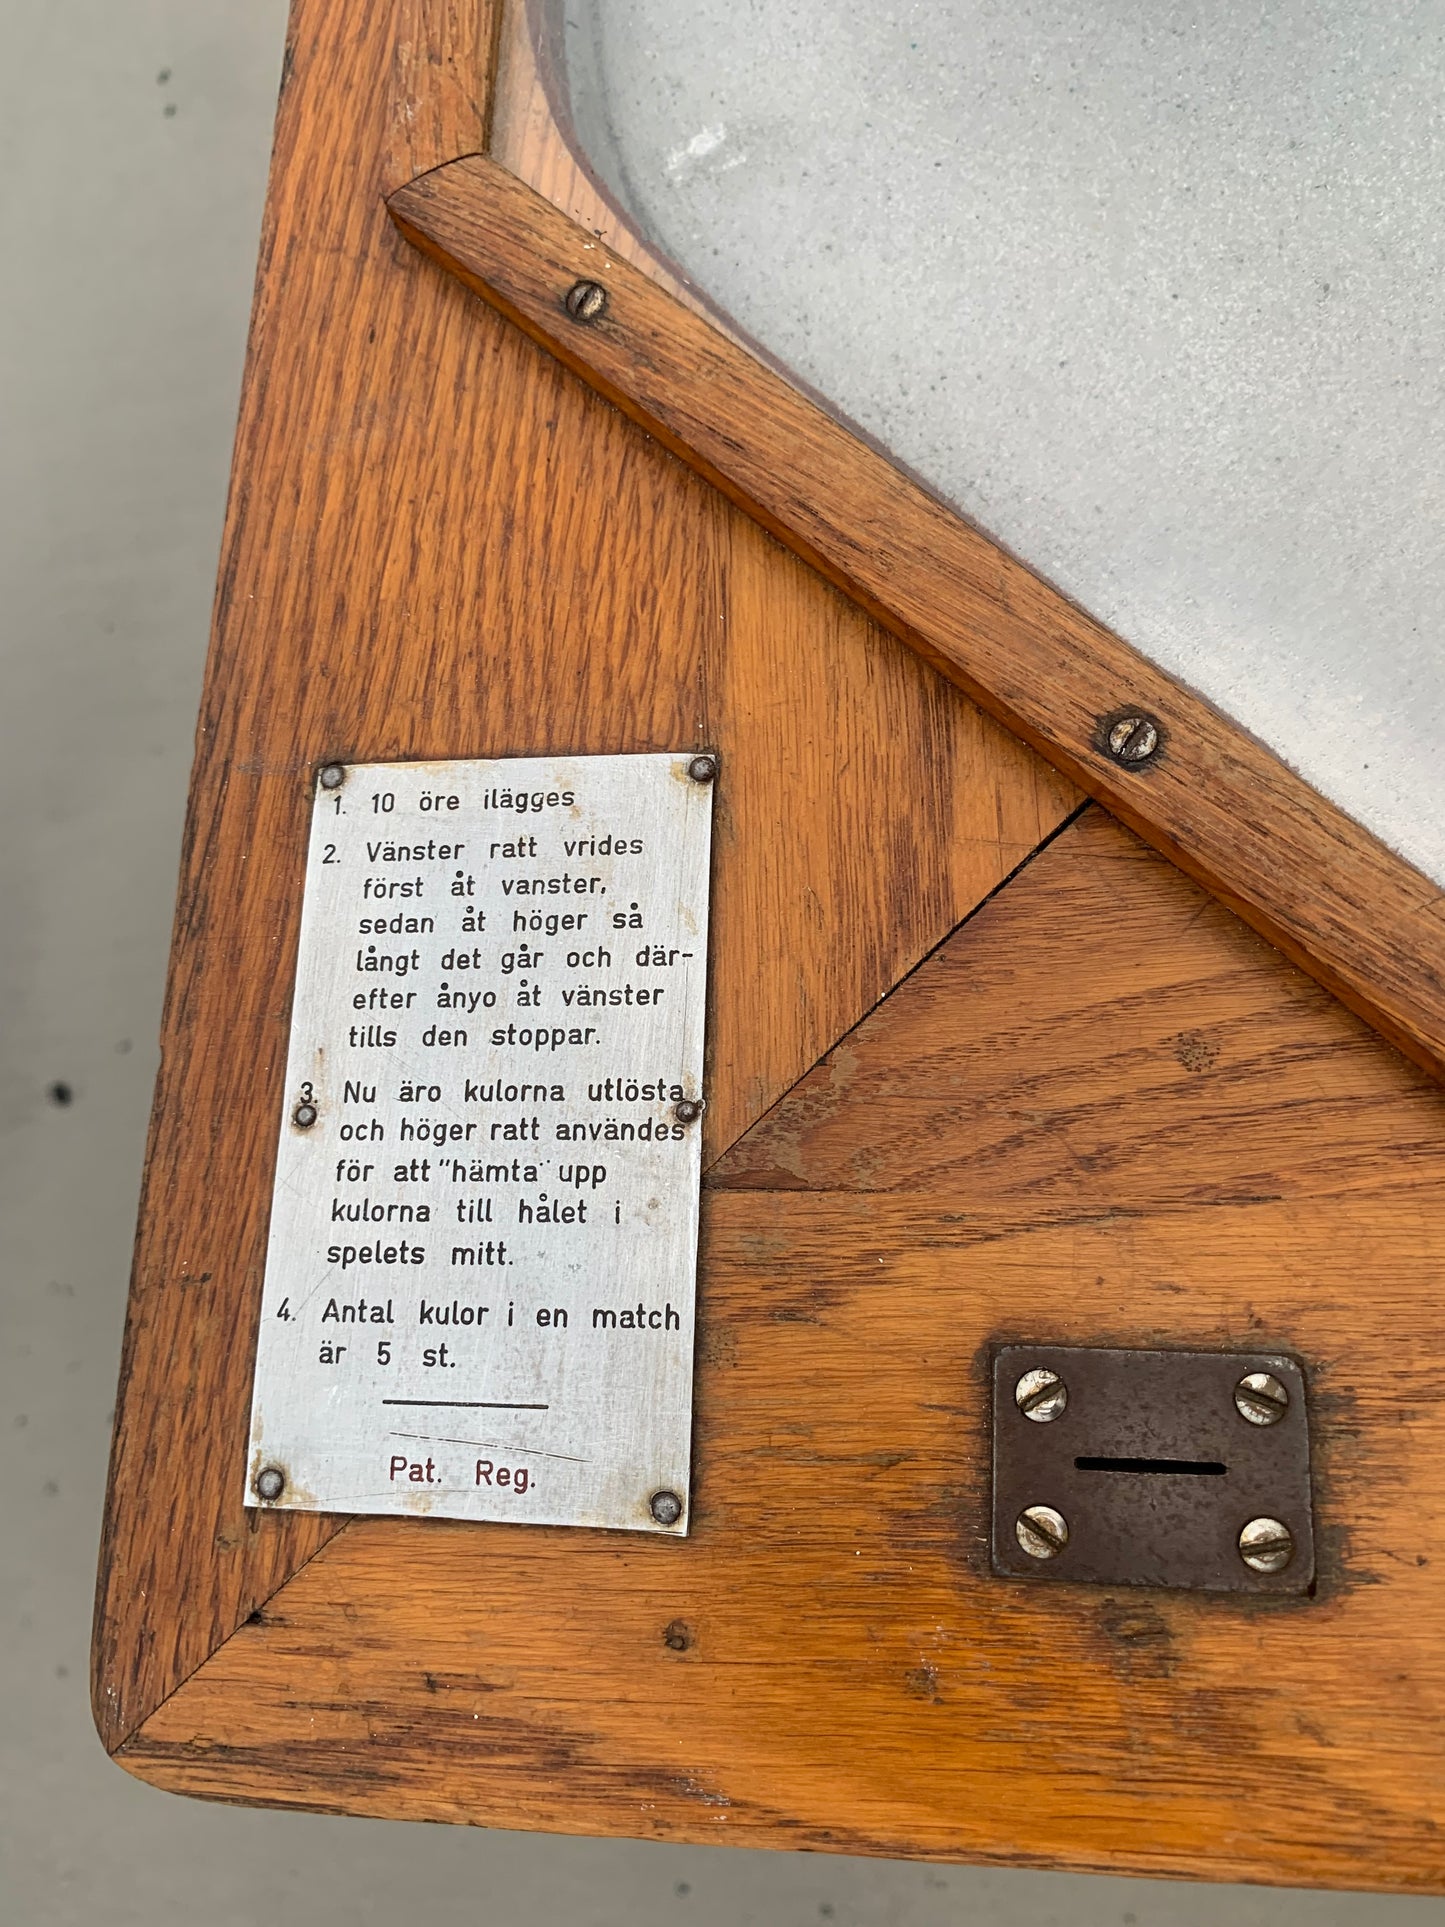 1. 10 öre ilägges
2. Vänster ratt vrides
först åt vanster,
sedan åt höger så
långt det går och där-
efter ånyo åt vänster
tills den stoppar.
3. Nu äro kulorna utlösta
och höger ratt användes
för att "hämta" upp
kulorna till hålet i
spelets mitt.
4. Antal kulor i en match
är 5 st.
Pat. Reg.